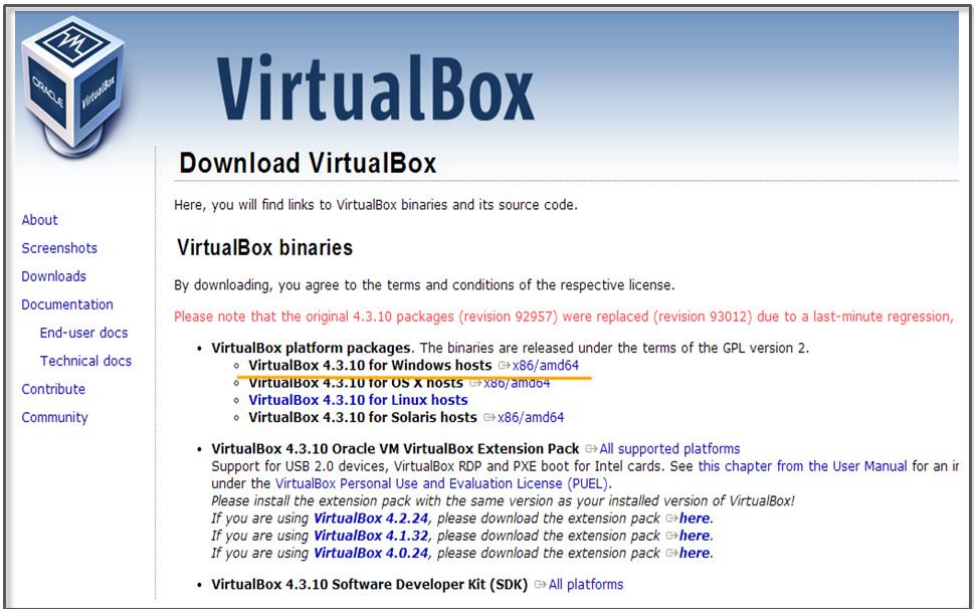 ORACLE
VirtualBox
VirtualBox
Download VirtualBox
Here, you will find links to VirtualBox binaries and its source code.
About
Screenshots
Downloads
Documentation
End-user docs
Technical docs
Contribute
Community
VirtualBox binaries
By downloading, you agree to the terms and conditions of the respective license.
Please note that the original 4.3.10 packages (revision 92957) were replaced (revision 93012) due to a last-minute regression,
• VirtualBox platform packages. The binaries are released under the terms of the GPL version 2.
VirtualBox 4.3.10 for Windows hosts x86/amd64
VirtualBox 4.3.10 for OS X hosts x86/amd64
VirtualBox 4.3.10 for Linux hosts
VirtualBox 4.3.10 for Solaris hosts x86/amd64
• VirtualBox 4.3.10 Oracle VM VirtualBox Extension Pack All supported platforms
Support for USB 2.0 devices, VirtualBox RDP and PXE boot for Intel cards. See this chapter from the User Manual for an
under the VirtualBox Personal Use and Evaluation License (PUEL).
Please install the extension pack with the same version as your installed version of VirtualBox!
If you are using VirtualBox 4.2.24, please download the extension pack here.
If you are using VirtualBox 4.1.32, please download the extension pack here.
If you are using VirtualBox 4.0.24, please download the extension pack here.
• VirtualBox 4.3.10 Software Developer Kit (SDK) All platforms